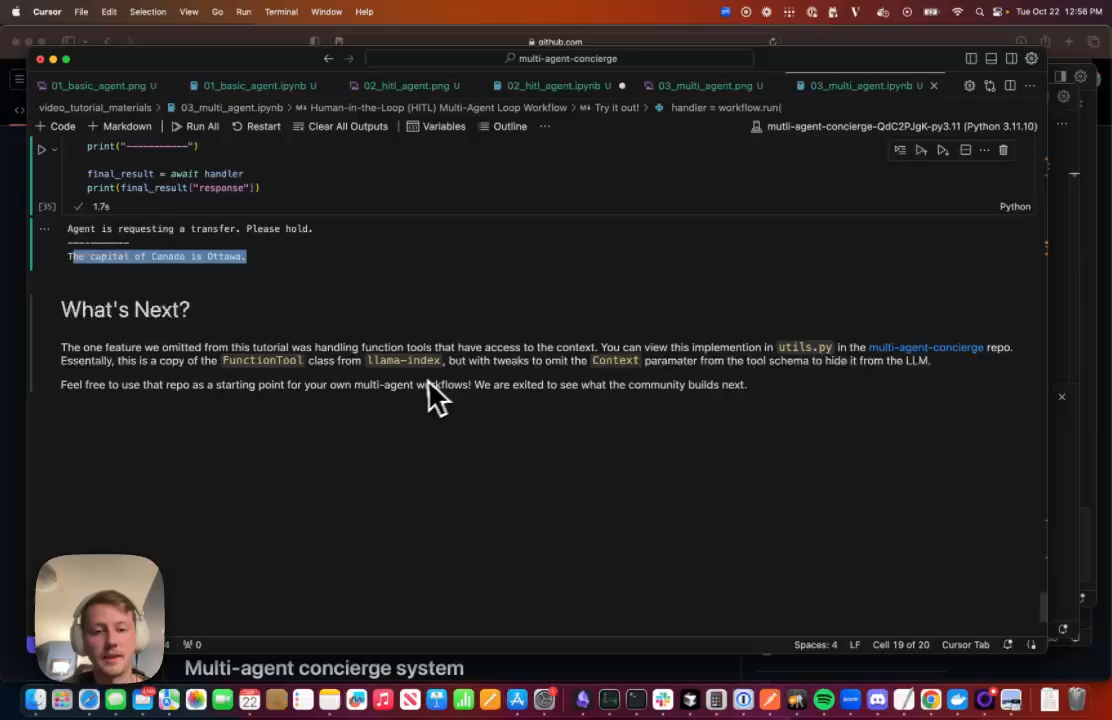 Cursor File Edit Selection View Go Run Terminal Window Help Tue Oct 22 12:56 PM
github.com
multi-agent-concierge
01_basic_agent.png U 01_basic_agent.ipynb U 02_hitl_agent.png U 02_hitl_agent.ipynb U 03_multi_agent.png U 03_multi_agent.ipynb U
video_tutorial_materials > 03_multi_agent.ipynb > Human-in-the-Loop (HITL) Multi-Agent Loop Workflow > Try it out! > handler = workflow.run(
+ Code + Markdown Run All Restart Clear All Outputs Variables Outline ... mutli-agent-concierge-QdC2PJgK-py3.11 (Python 3.11.10)
print("-----------")
final_result = await handler
print(final_result["response"])
[35] 1.7s Python
Agent is requesting a transfer. Please hold.
-----------
The capital of Canada is Ottawa.
What's Next?
The one feature we omitted from this tutorial was handling function tools that have access to the context. You can view this implemention in utils.py in the multi-agent-concierge repo.
Essentally, this is a copy of the FunctionTool class from llama-index, but with tweaks to omit the Context paramater from the tool schema to hide it from the LLM.
Feel free to use that repo as a starting point for your own multi-agent workflows! We are exited to see what the community builds next.
0 Spaces: 4 LF Cell 19 of 20 Cursor Tab
Multi-agent concierge system